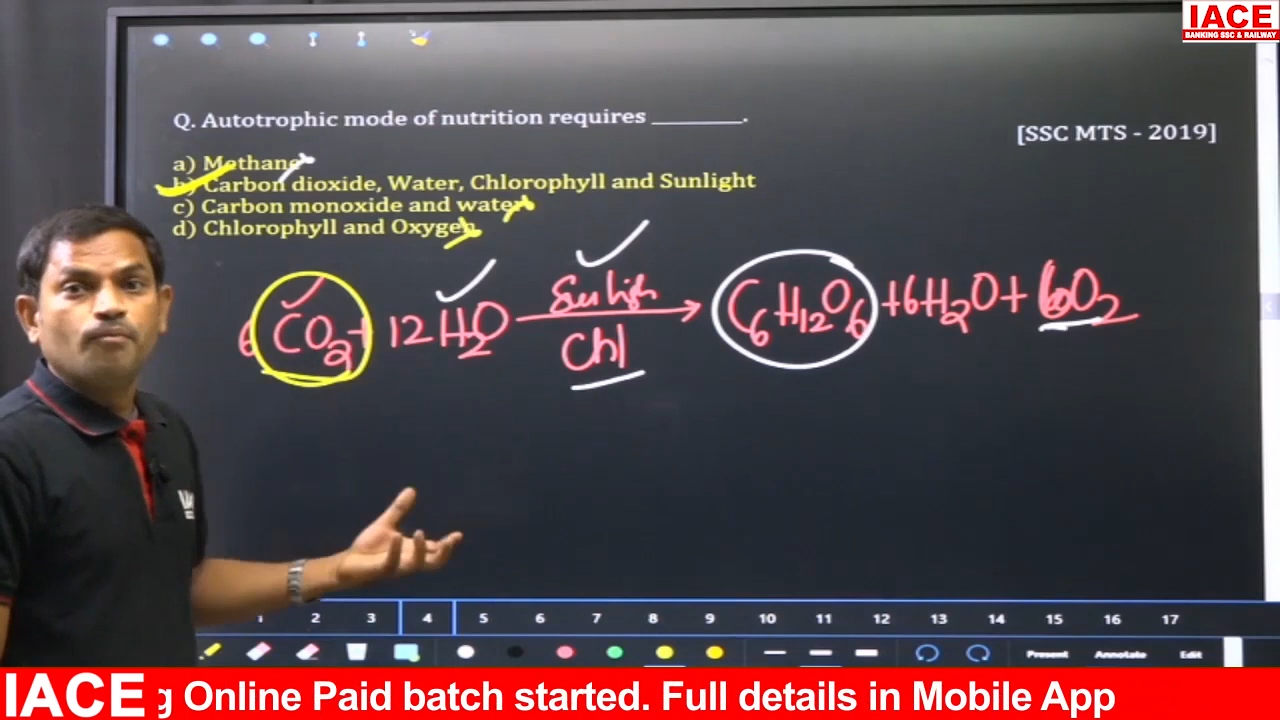 IACE
BANKING SSC & RAILWAY
Q. Autotrophic mode of nutrition requires ________.
[SSC MTS - 2019]
a) Methane
b) Carbon dioxide, Water, Chlorophyll and Sunlight
c) Carbon monoxide and water
d) Chlorophyll and Oxygen
6CO2 + 12H2O Sunligh Chl → C6H12O6 + 6H2O + 6O2
1 2 3 4 5 6 7 8 9 10 11 12 13 14 15 16 17
Present Annotate Edit
IACE g Online Paid batch started. Full details in Mobile App